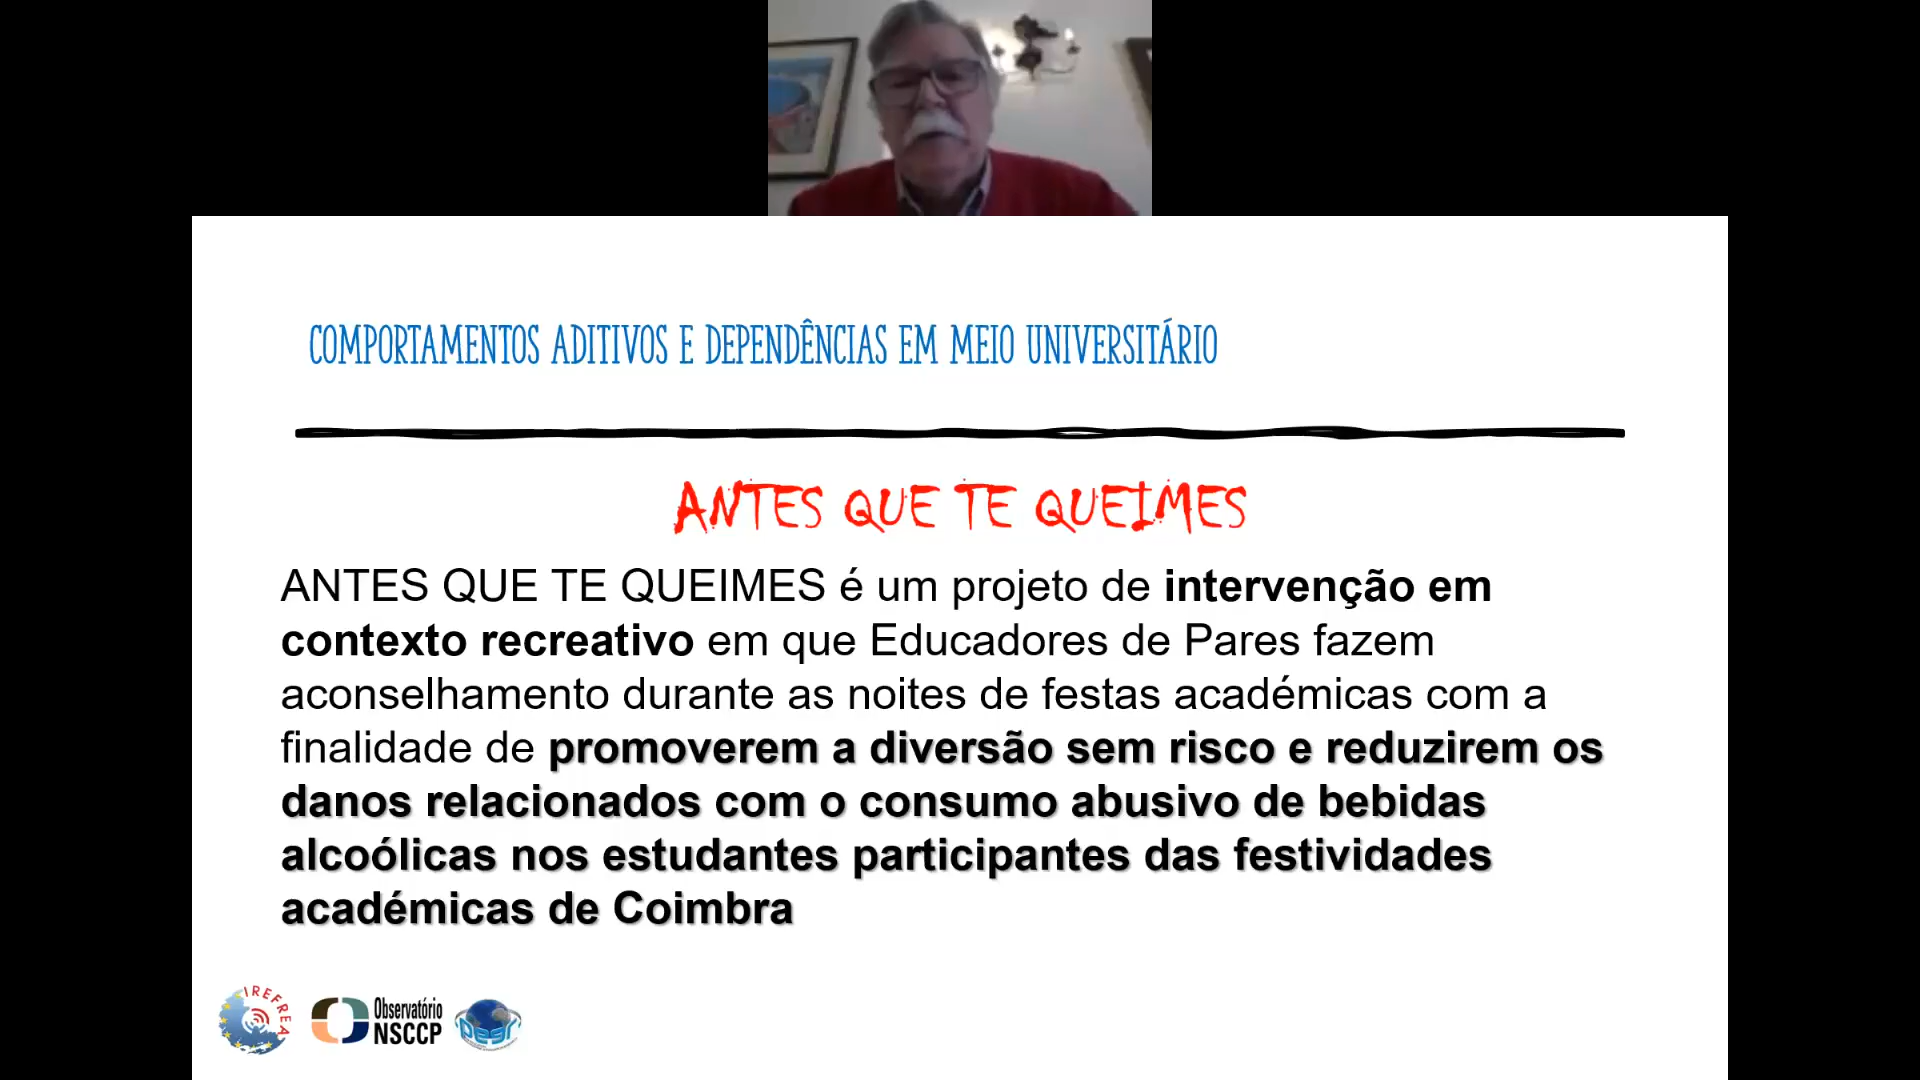 COMPORTAMENTOS ADITIVOS E DEPENDÊNCIAS EM MEIO UNIVERSITÁRIO
ANTES QUE TE QUEIMES
ANTES QUE TE QUEIMES é um projeto de intervenção em
contexto recreativo em que Educadores de Pares fazem
aconselhamento durante as noites de festas académicas com a
finalidade de promoverem a diversão sem risco e reduzirem os
danos relacionados com o consumo abusivo de bebidas
alcoólicas nos estudantes participantes das festividades
académicas de Coimbra
IREFREA
Observatório
NSCCP